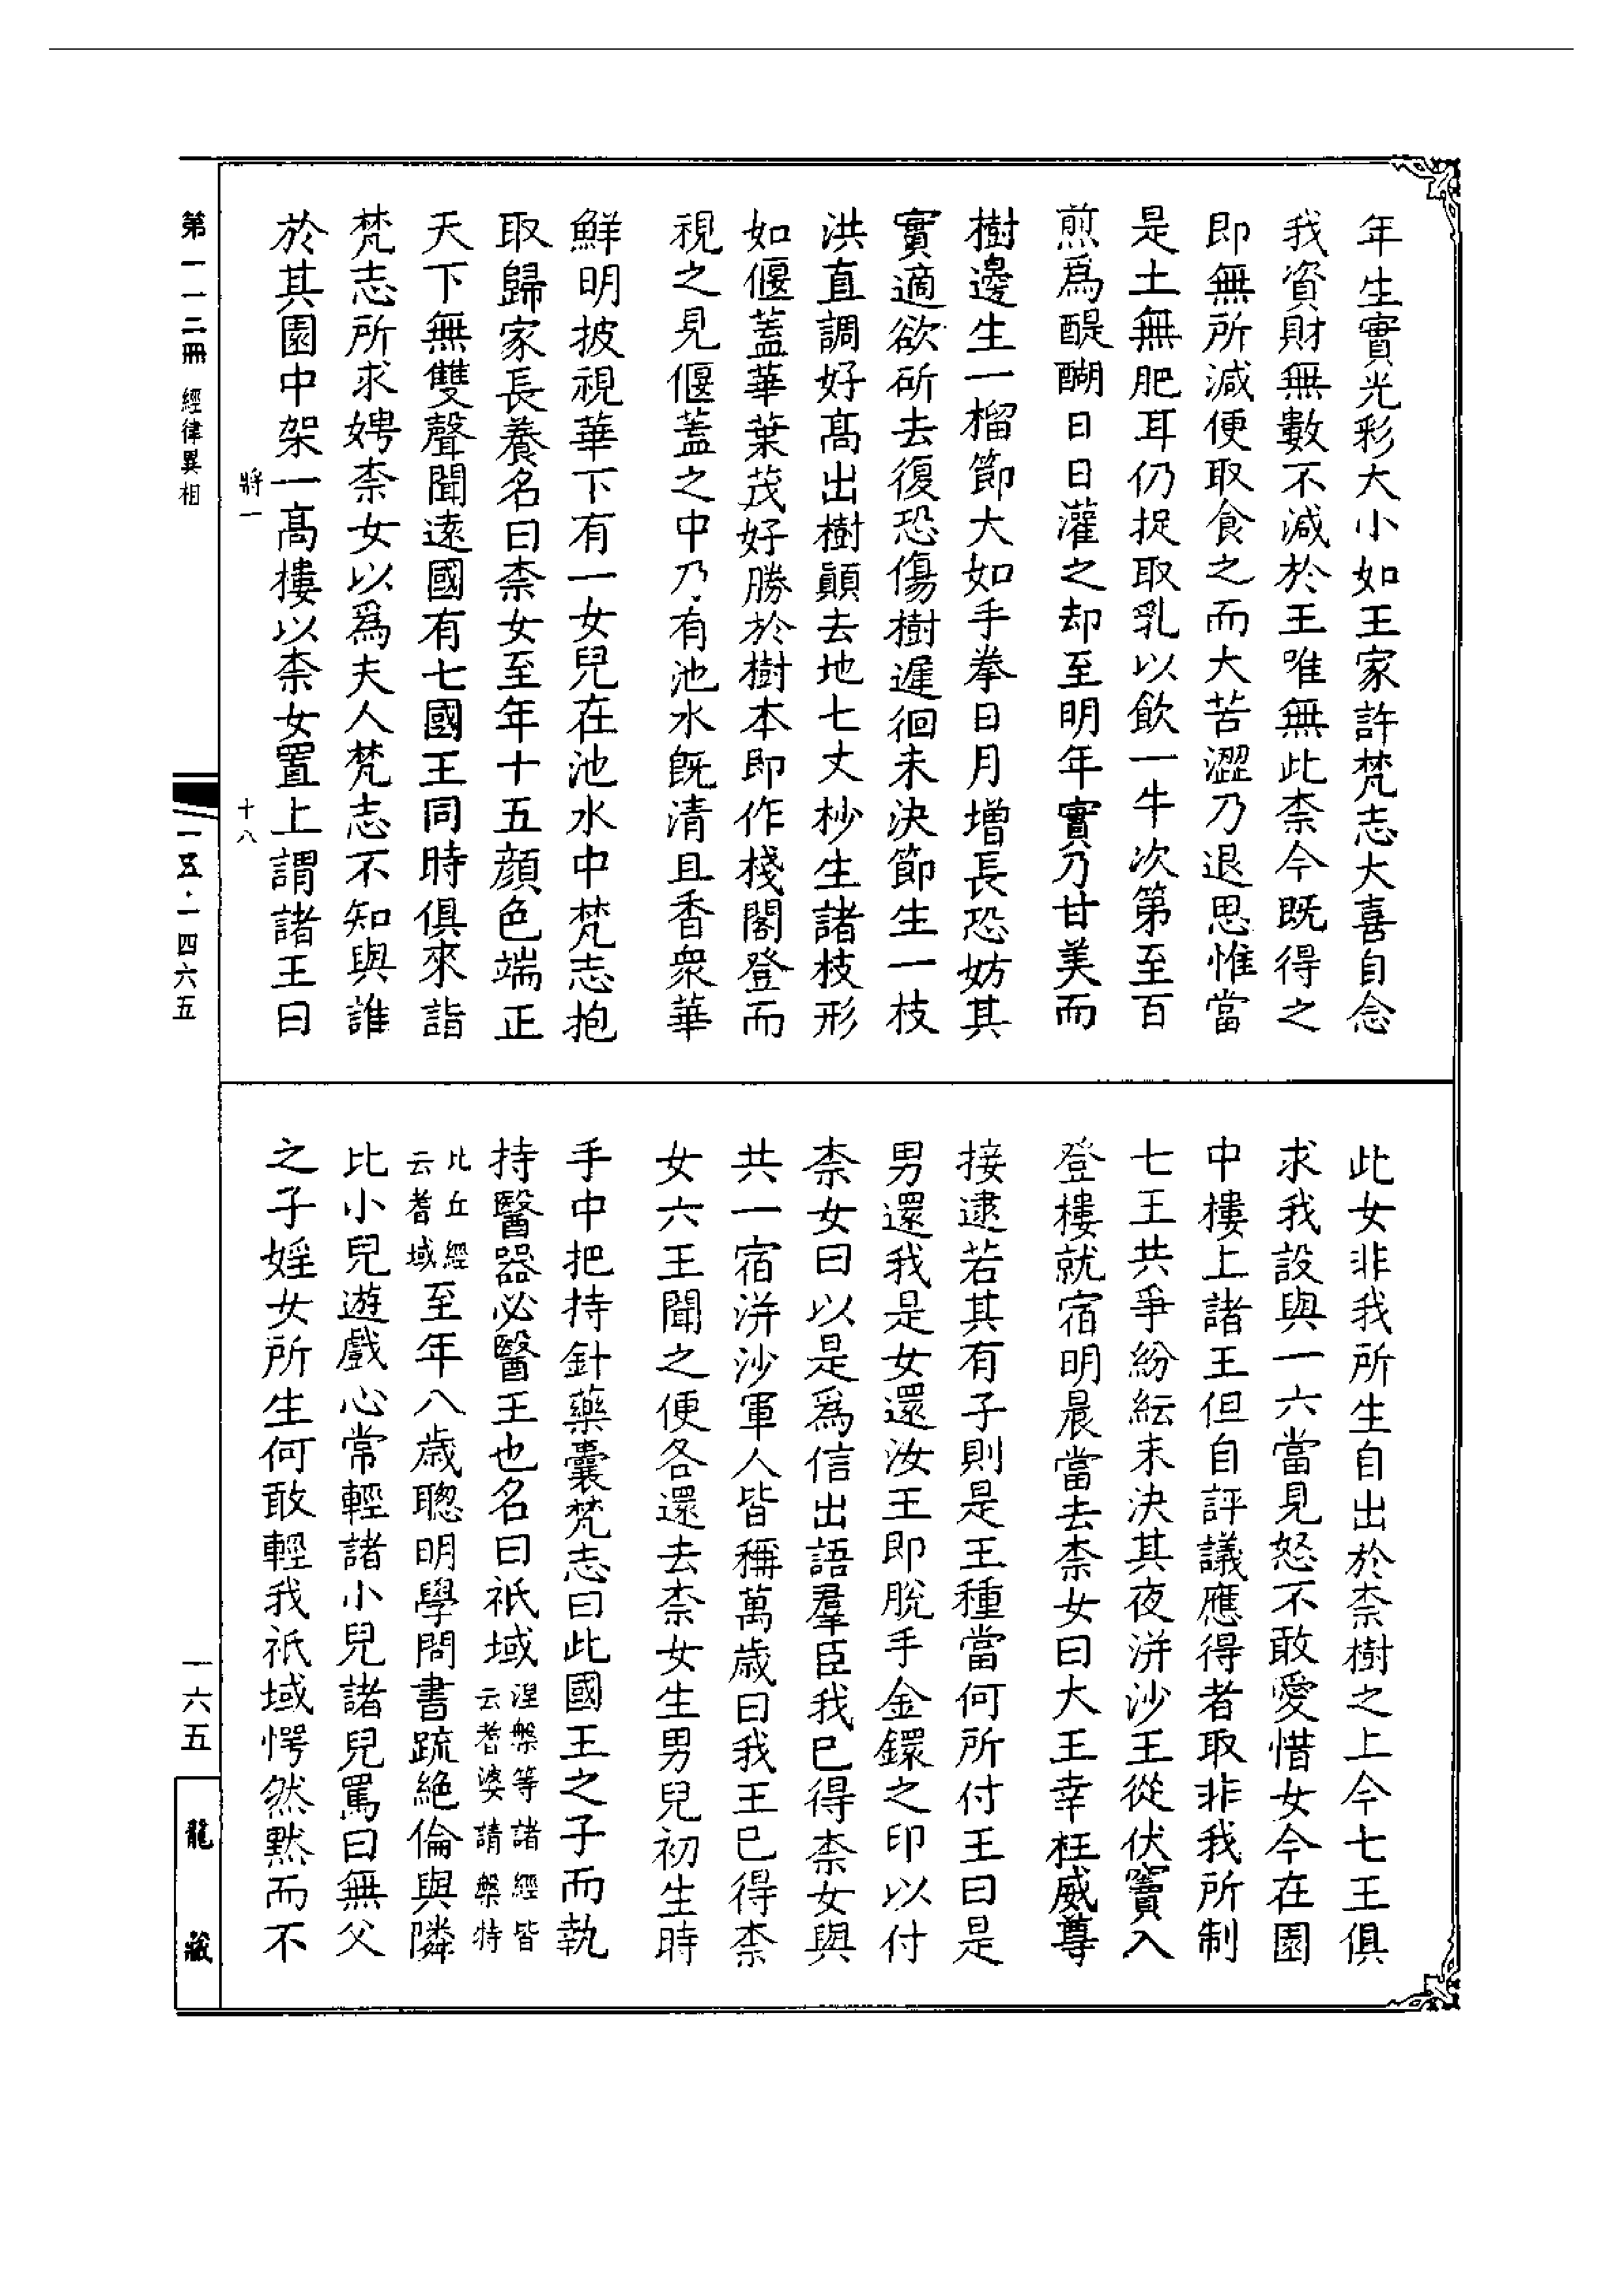 年生實光彩大小如王家許梵志大喜自念
我資財無數不減於王唯無此柰今既得之
即無所減便取食之而大苦澀乃退思惟當
是土無肥耳仍捉取乳以飲一牛次第至百
煎爲醍醐日日灌之却至明年實乃甘美而
樹邊生一榴節大如手拳日月增長恐妨其
實適欲斫去復恐傷樹遲徊未決節生一枝
洪直調好髙出樹顚去地七丈杪生諸枝形
如偃蓋華葉茂好勝於樹本即作棧閣登而
視之見偃蓋之中乃有池水旣清且香衆華
鮮明披視華下有一女兒在池水中梵志抱
取歸家長養名曰柰女至年十五顔色端正
天下無雙聲聞遠國有七國王同時俱來詣
梵志所求娉柰女以爲夫人梵志不知與誰
於其園中架一髙樓以柰女置上謂諸王曰
將一
十八
此女非我所生自出於柰樹之上今七王俱
求我設與一六當見怒不敢愛惜女今在園
中樓上諸王但自評議應得者取非我所制
七王共爭紛紜未決其夜洴沙王從伏竇入
登樓就宿明晨當去柰女曰大王幸枉威尊
接逮若其有子則是王種當何所付王曰是
男還我是女還汝王即脫手金鐶之印以付
柰女曰以是爲信出語羣臣我已得柰女與
共一宿洴沙軍人皆稱萬歲曰我王已得柰
女六王聞之便各還去柰女生男兒初生時
手中把持針藥囊梵志曰此國王之子而執
持醫器必醫王也名曰祇域涅槃等諸經皆云耆婆請槃特
比丘經云耆域至年八歲聰明學問書疏絶倫與隣
比小兒遊戲心常輕諸小兒諸兒罵曰無父
之子婬女所生何敢輕我祇域愕然默而不
第一一二冊 經律異相
一五·一四六五
一六五
龍藏